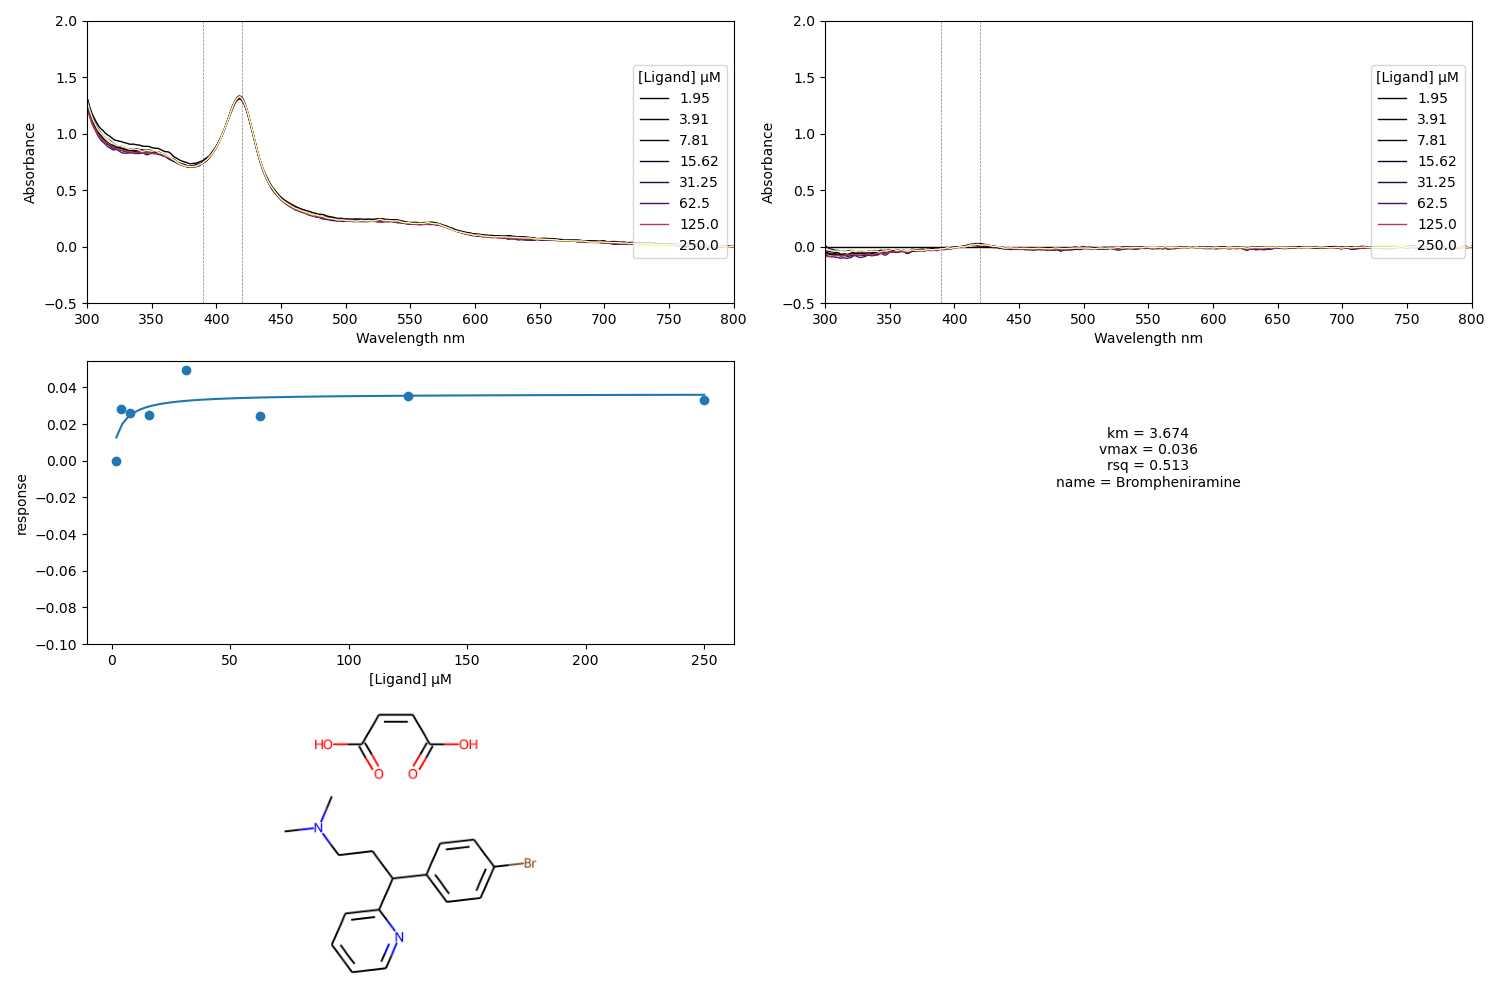 2.0
1.5
1.0
0.5
0.0
−0.5
Absorbance
300 350 400 450 500 550 600 650 700 750 800
Wavelength nm
[Ligand] µM
1.95
3.91
7.81
15.62
31.25
62.5
125.0
250.0
2.0
1.5
1.0
0.5
0.0
−0.5
Absorbance
300 350 400 450 500 550 600 650 700 750 800
Wavelength nm
[Ligand] µM
1.95
3.91
7.81
15.62
31.25
62.5
125.0
250.0
0.04
0.02
0.00
−0.02
−0.04
−0.06
−0.08
−0.10
response
0 50 100 150 200 250
[Ligand] µM
km = 3.674
vmax = 0.036
rsq = 0.513
name = Brompheniramine
HO OH
O O
N
Br
N